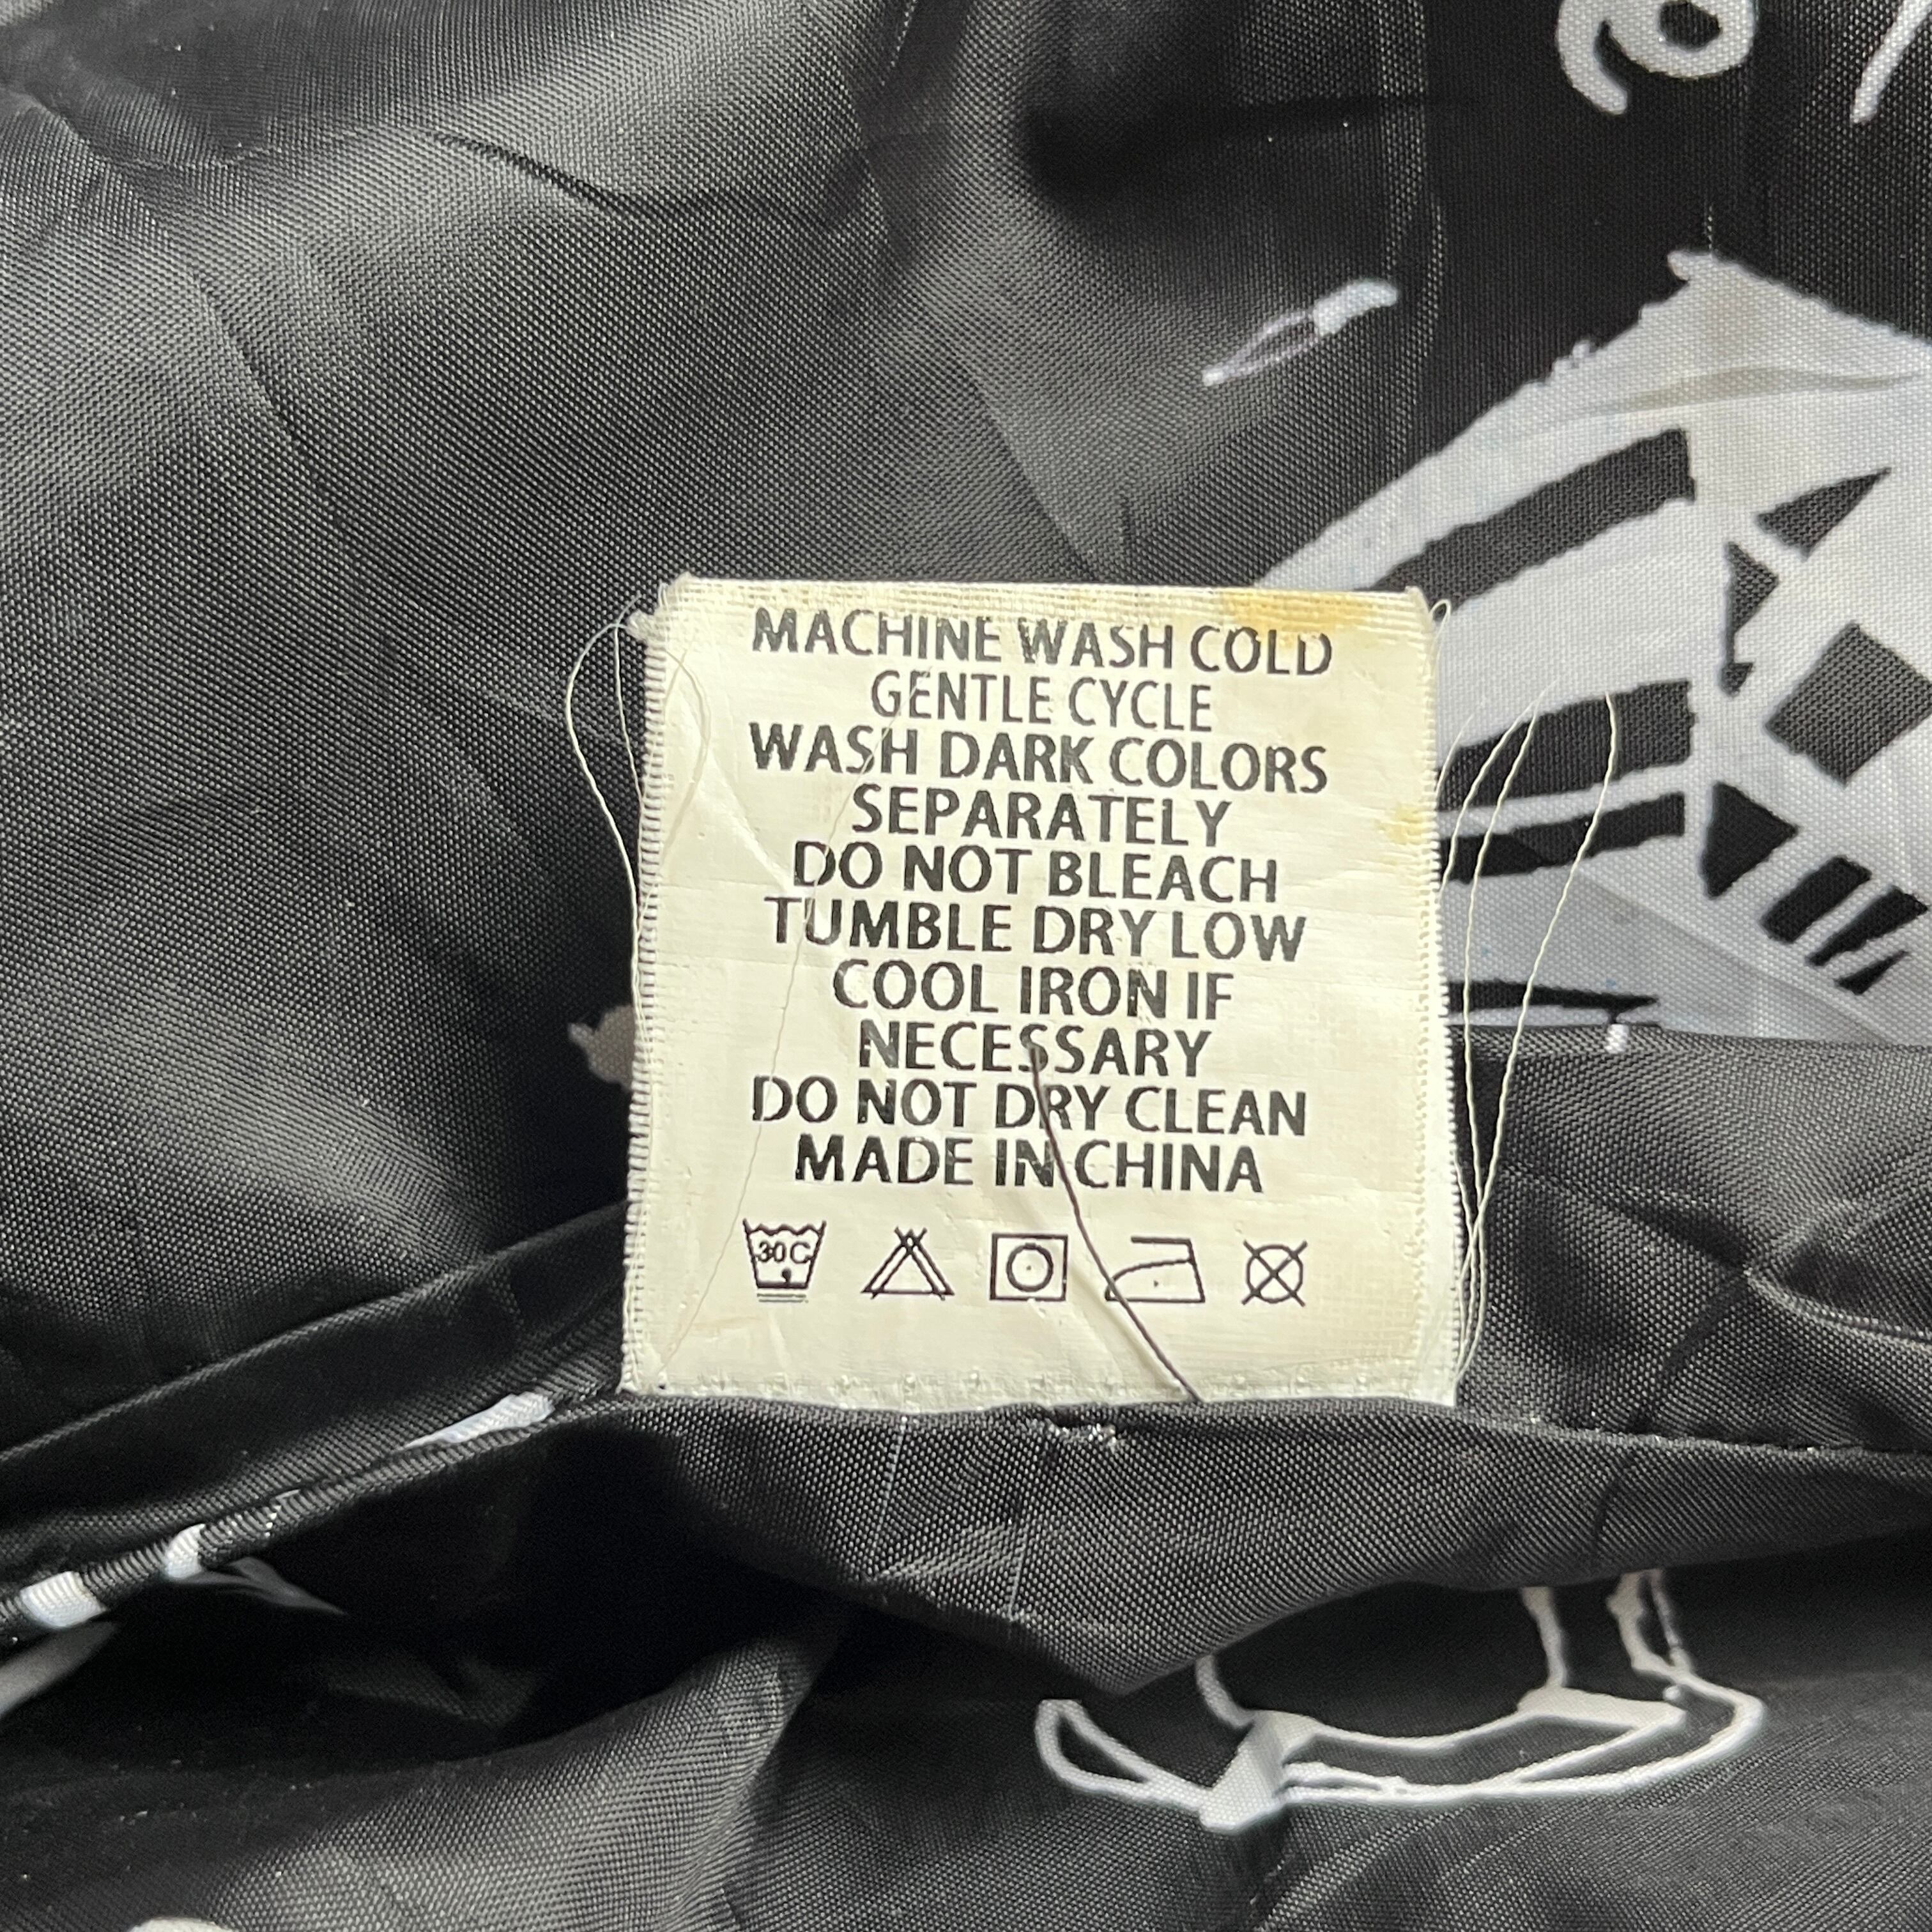 MACHINE WASH COLD
GENTLE CYCLE
WASH DARK COLORS
SEPARATELY
DO NOT BLEACH
TUMBLE DRY LOW
COOL IRON IF
NECESSARY
DO NOT DRY CLEAN
MADE IN CHINA
30C